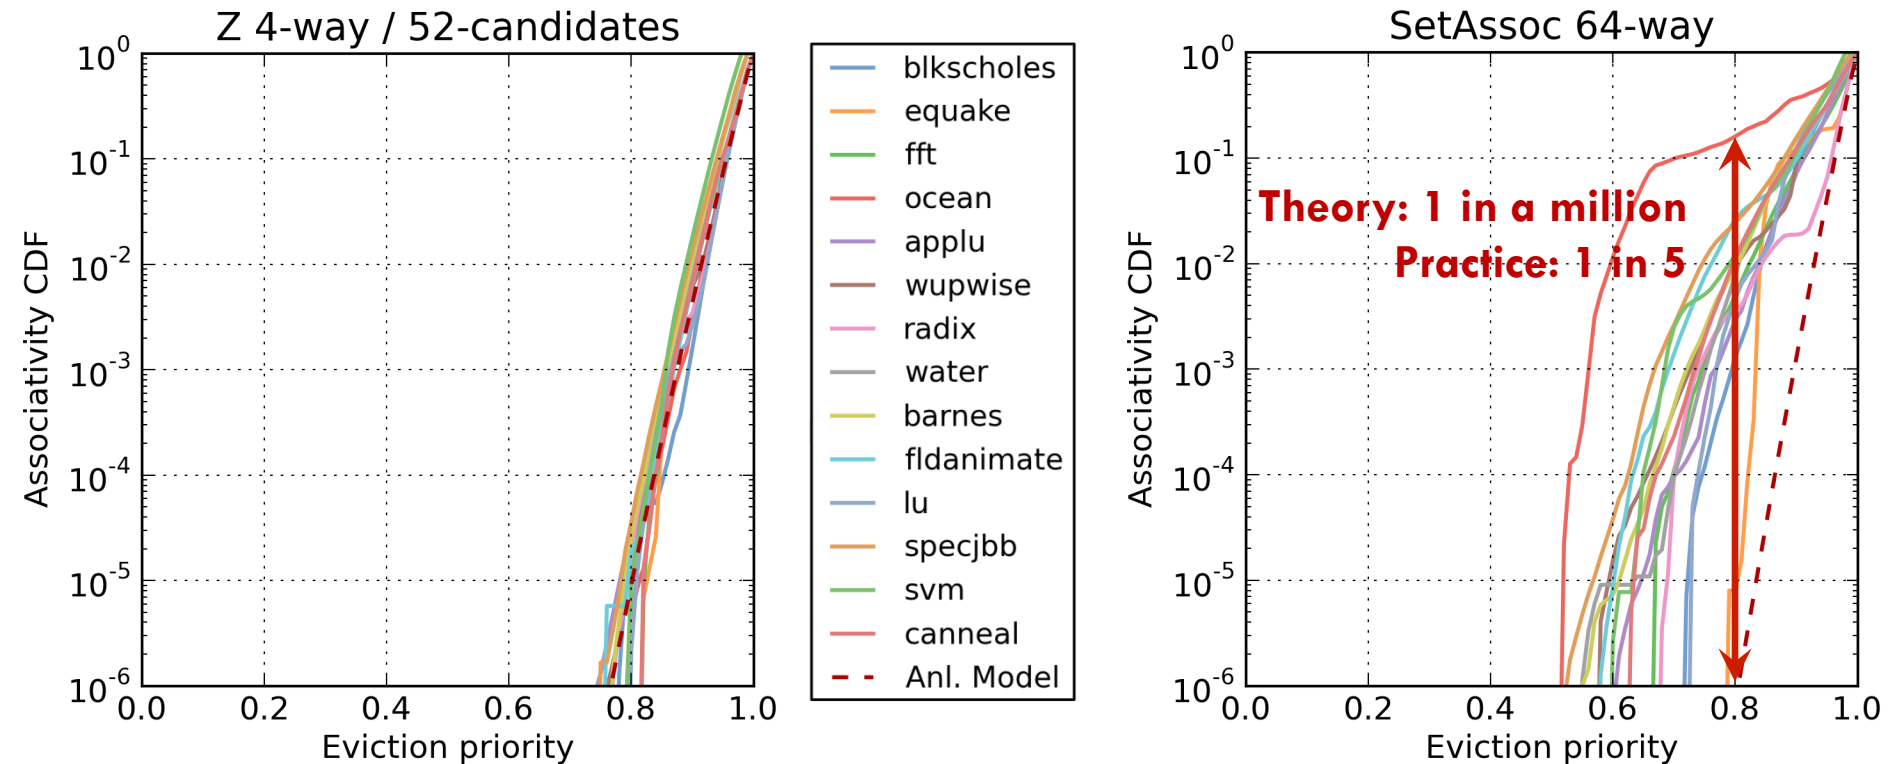 Z 4-way / 52-candidates
Associativity CDF
10^0
10^-1
10^-2
10^-3
10^-4
10^-5
10^-6
0.0 0.2 0.4 0.6 0.8 1.0
Eviction priority
blkscholes
equake
fft
ocean
applu
wupwise
radix
water
barnes
fldanimate
lu
specjbb
svm
canneal
Anl. Model
SetAssoc 64-way
Associativity CDF
10^0
10^-1
10^-2
10^-3
10^-4
10^-5
10^-6
Theory: 1 in a million
Practice: 1 in 5
0.0 0.2 0.4 0.6 0.8 1.0
Eviction priority